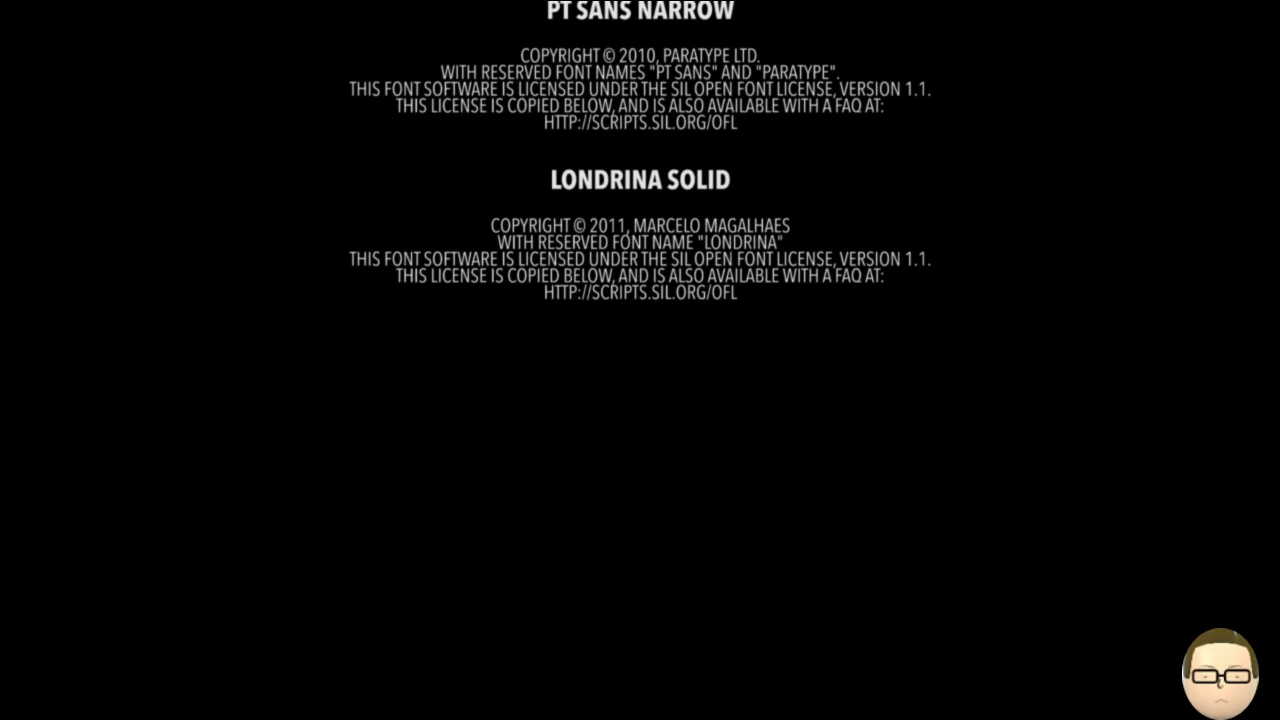 PT SANS NARROW
COPYRIGHT © 2010, PARATYPE LTD.
WITH RESERVED FONT NAMES "PT SANS" AND "PARATYPE".
THIS FONT SOFTWARE IS LICENSED UNDER THE SIL OPEN FONT LICENSE, VERSION 1.1.
THIS LICENSE IS COPIED BELOW, AND IS ALSO AVAILABLE WITH A FAQ AT:
HTTP://SCRIPTS.SIL.ORG/OFL
LONDRINA SOLID
COPYRIGHT © 2011, MARCELO MAGALHAES
WITH RESERVED FONT NAME "LONDRINA"
THIS FONT SOFTWARE IS LICENSED UNDER THE SIL OPEN FONT LICENSE, VERSION 1.1.
THIS LICENSE IS COPIED BELOW, AND IS ALSO AVAILABLE WITH A FAQ AT:
HTTP://SCRIPTS.SIL.ORG/OFL